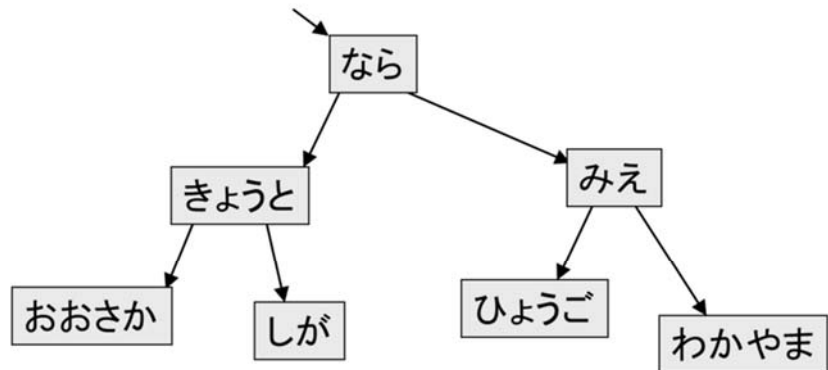 なら
きょうと
みえ
おおさか
しが
ひょうご
わかやま